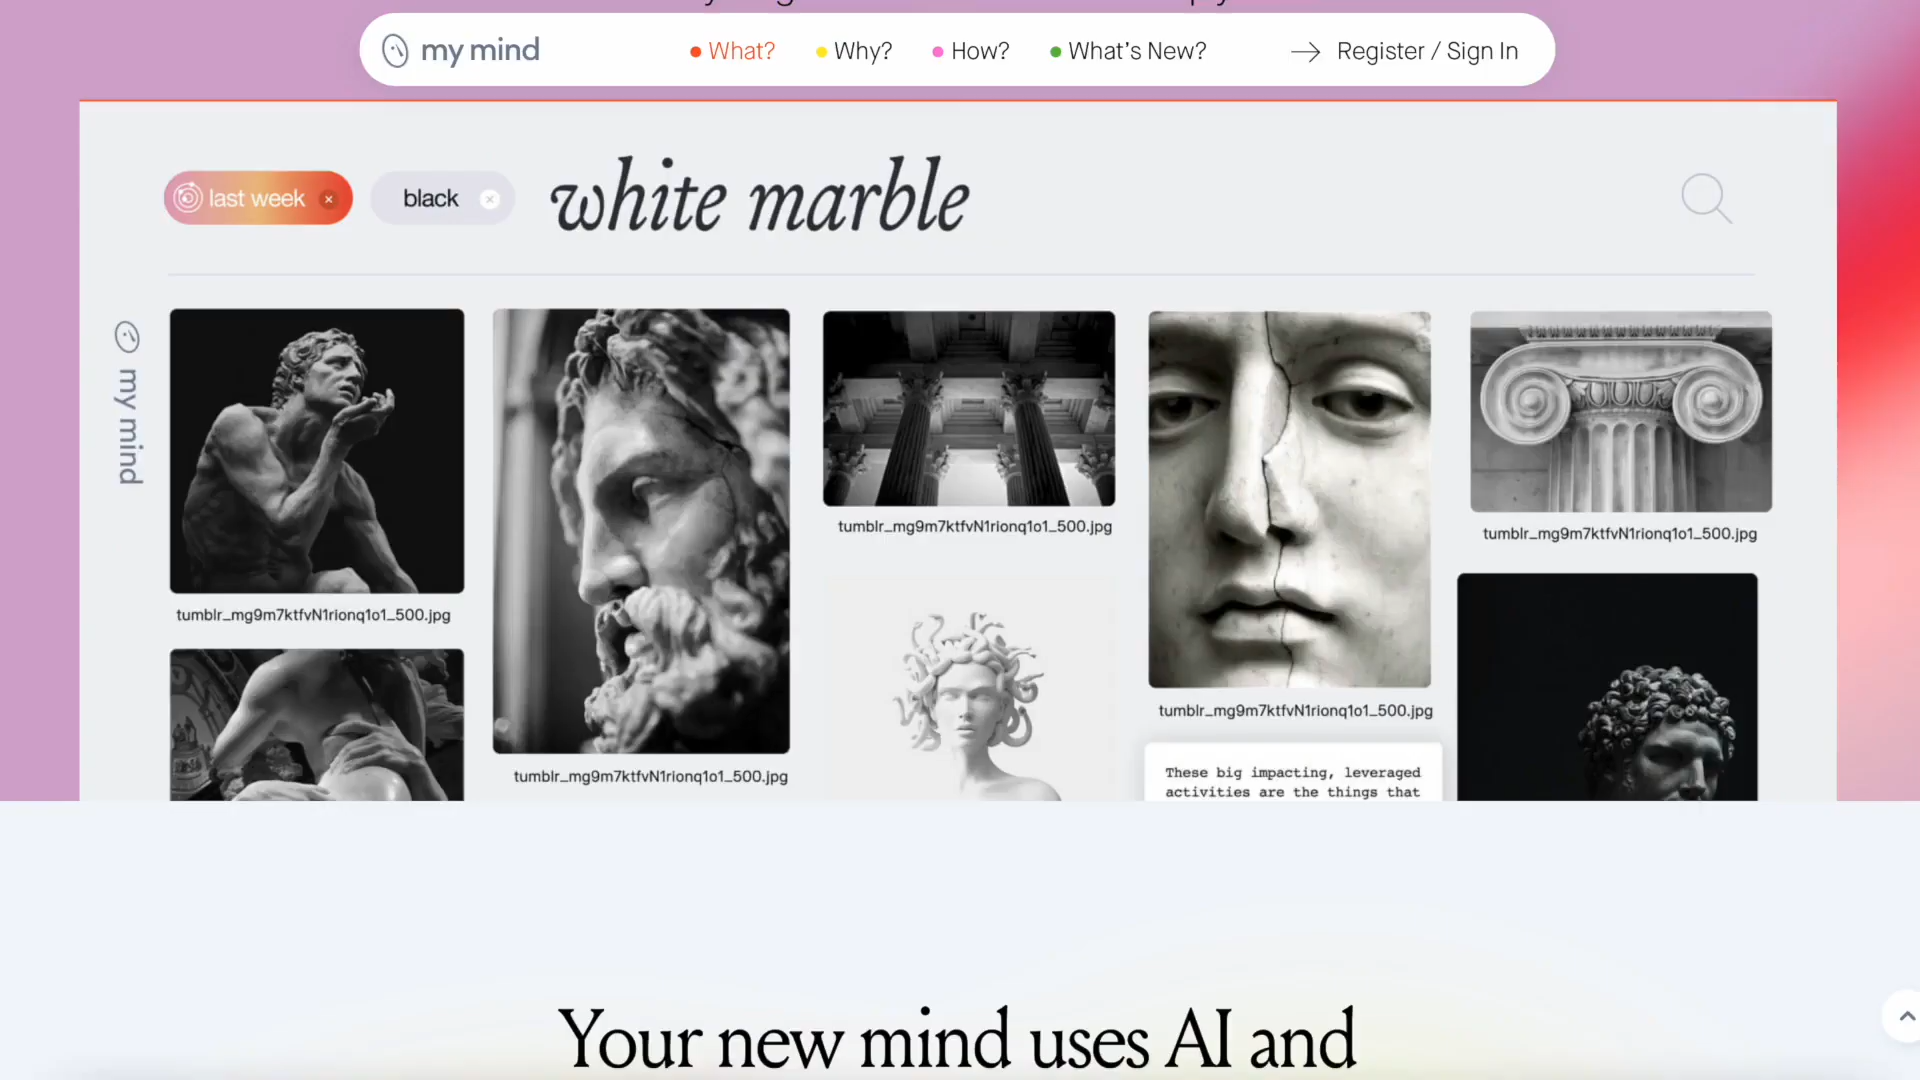 my mind
What?
Why?
How?
What's New?
Register / Sign In
last week
black
white marble
my mind
tumblr_mg9m7ktfvN1rionq1o1_500.jpg
tumblr_mg9m7ktfvN1rionq1o1_500.jpg
tumblr_mg9m7ktfvN1rionq1o1_500.jpg
tumblr_mg9m7ktfvN1rionq1o1_500.jpg
tumblr_mg9m7ktfvN1rionq1o1_500.jpg
These big impacting, leveraged
activities are the things that
Your new mind uses AI and